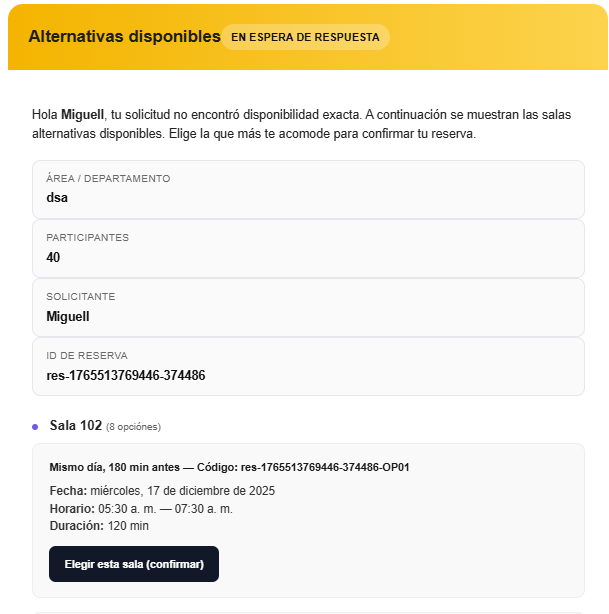 Alternativas disponibles EN ESPERA DE RESPUESTA
Hola Miguell, tu solicitud no encontró disponibilidad exacta. A continuación se muestran las salas
alternativas disponibles. Elige la que más te acomode para confirmar tu reserva.
ÁREA / DEPARTAMENTO
dsa
PARTICIPANTES
40
SOLICITANTE
Miguell
ID DE RESERVA
res-1765513769446-374486
Sala 102 (8 opciónes)
Mismo día, 180 min antes — Código: res-1765513769446-374486-OP01
Fecha: miércoles, 17 de diciembre de 2025
Horario: 05:30 a. m. — 07:30 a. m.
Duración: 120 min
Elegir esta sala (confirmar)